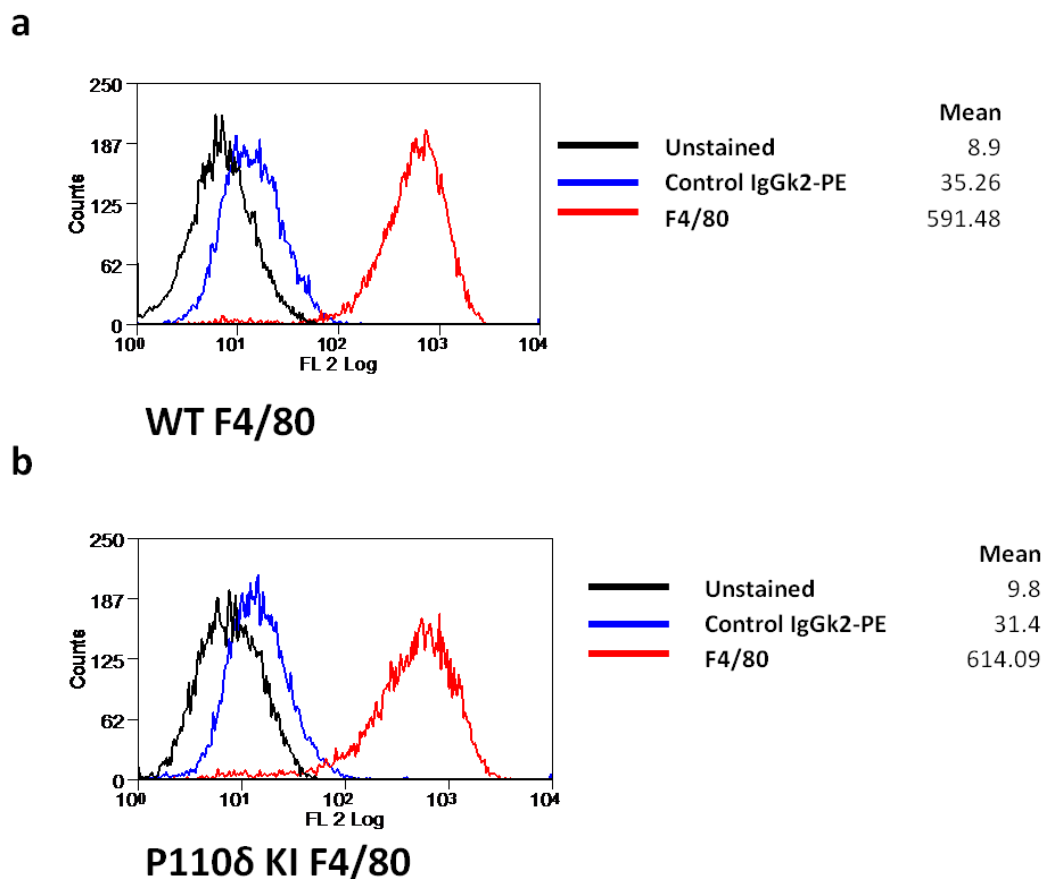 a
250
187
125
62
0
Counts
10⁰ 10¹ 10² 10³ 10⁴
FL 2 Log
Mean
Unstained 8.9
Control IgGk2-PE 35.26
F4/80 591.48
WT F4/80
b
250
187
125
62
0
Counts
10⁰ 10¹ 10² 10³ 10⁴
FL 2 Log
Mean
Unstained 9.8
Control IgGk2-PE 31.4
F4/80 614.09
P110δ KI F4/80